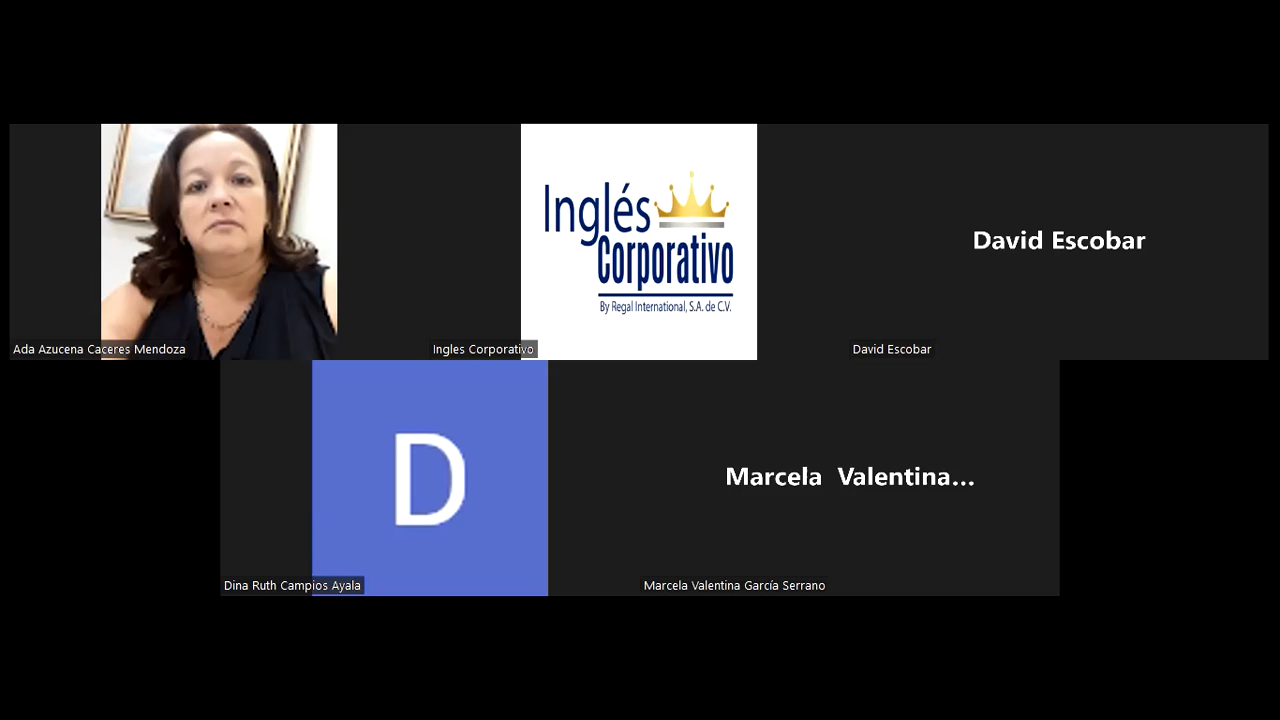 Inglés
Corporativo
By Regal International, S.A. de C.V.
David Escobar
Ada Azucena Caceres Mendoza
Ingles Corporativo
David Escobar
D
Marcela Valentina...
Dina Ruth Campios Ayala
Marcela Valentina García Serrano